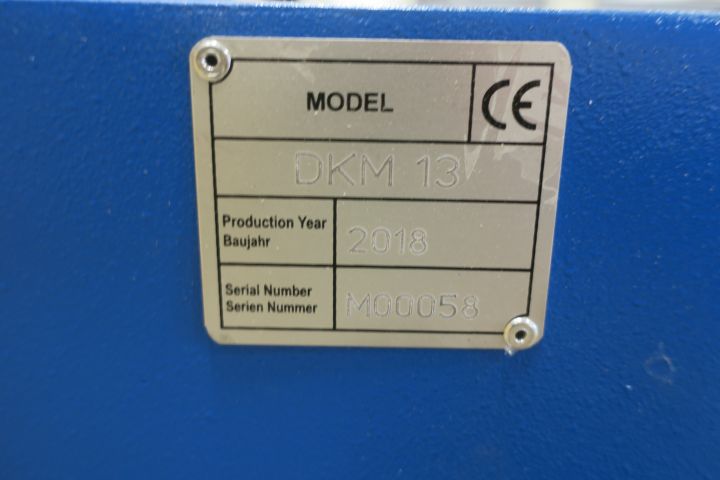 MODEL CE
DKM 13
Production Year
Baujahr
2018
Serial Number
Serien Nummer
M00058